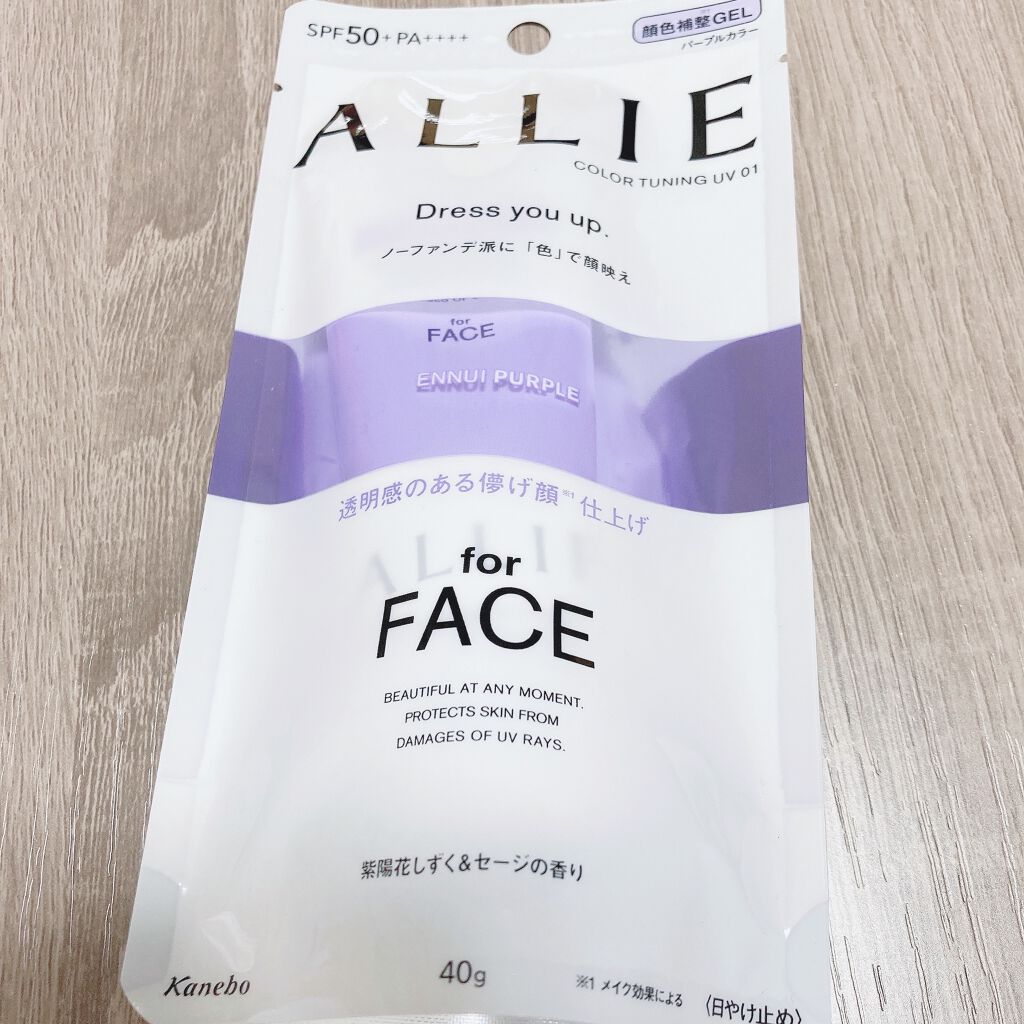 SPF50+ PA++++
顔色補整GEL
パープルカラー
ALLIE
COLOR TUNING UV 01
Dress you up.
ノーファンデ派に「色」で顔映え
for
FACE
ENNUI PURPLE
透明感のある儚げ顔※1仕上げ
ALLIE
for
FACE
BEAUTIFUL AT ANY MOMENT.
PROTECTS SKIN FROM
DAMAGES OF UV RAYS.
紫陽花しずく&セージの香り
Kanebo
40g
※1 メイク効果による
〈日やけ止め〉